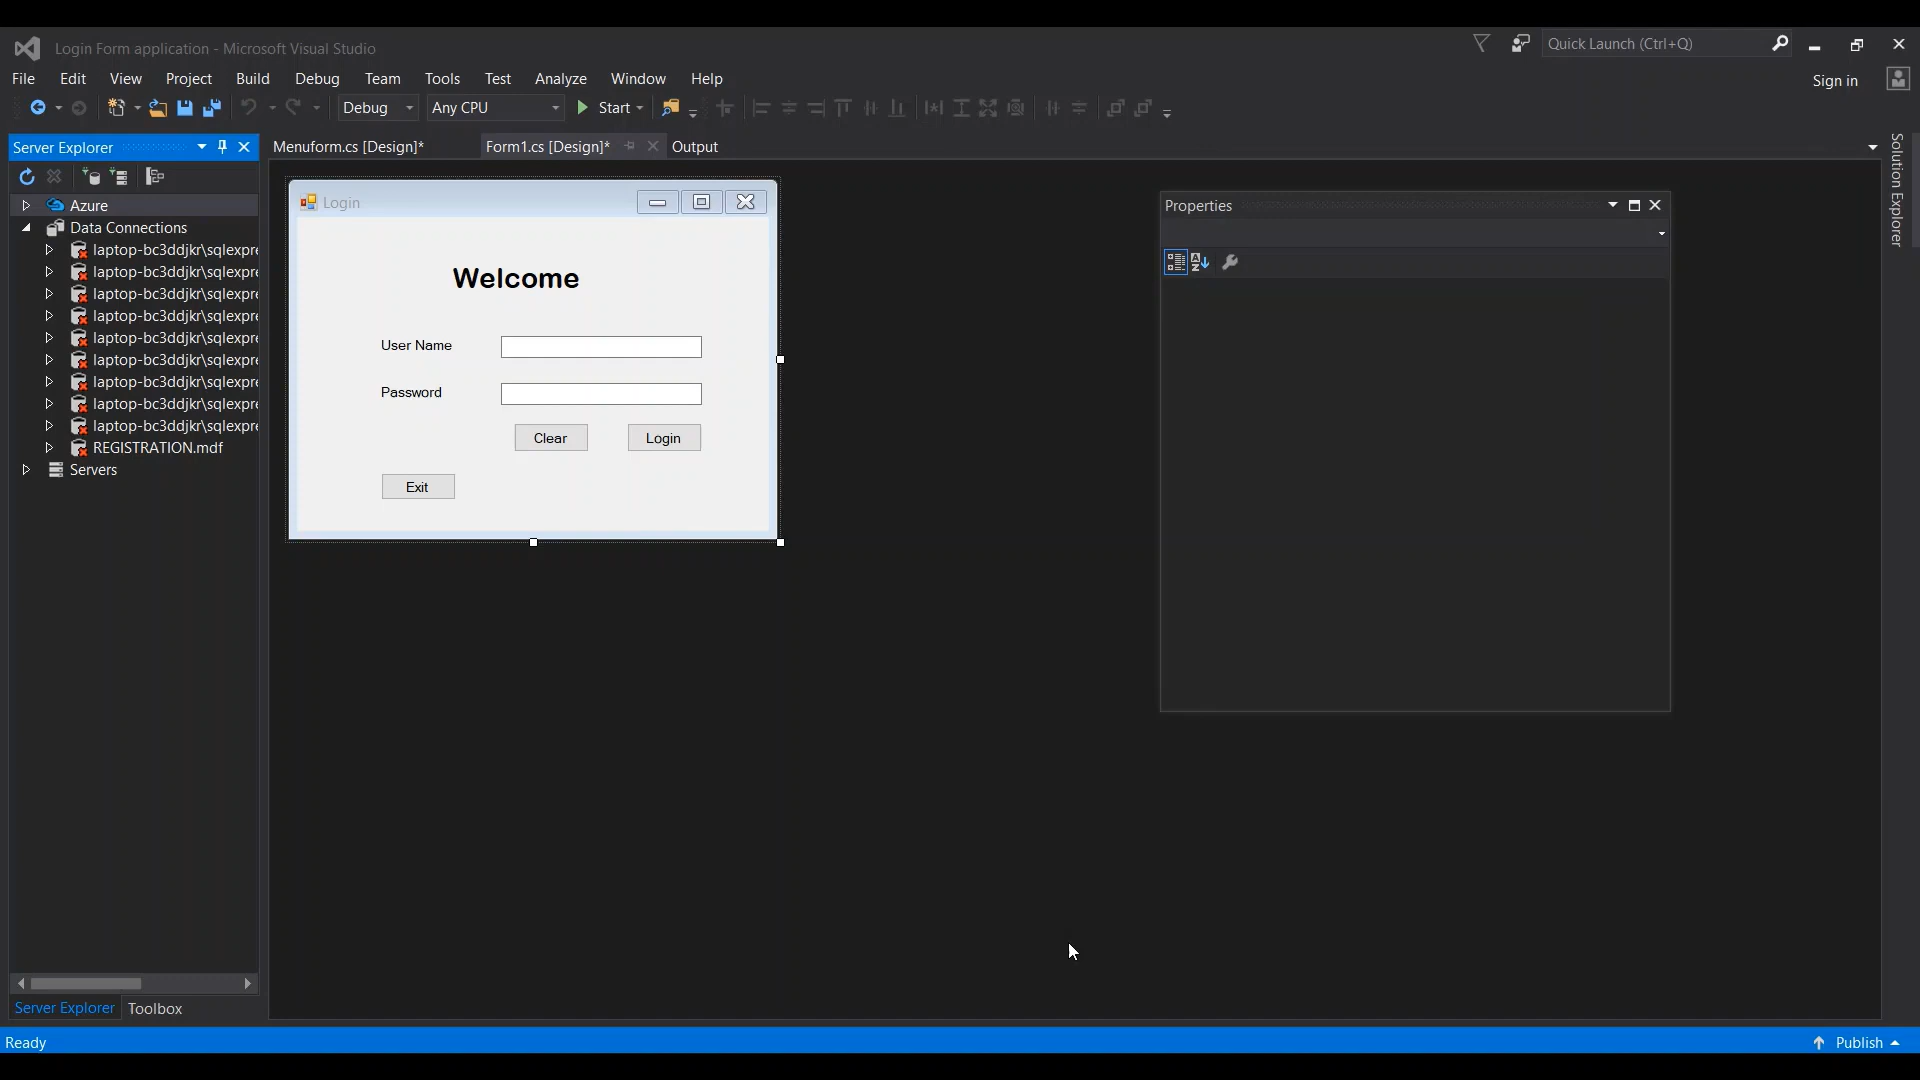 Login Form application - Microsoft Visual Studio
Quick Launch (Ctrl+Q)
File Edit View Project Build Debug Team Tools Test Analyze Window Help
Sign in
Debug Any CPU Start
Server Explorer
Menuform.cs [Design]* Form1.cs [Design]* Output
Solution Explorer
Azure
Data Connections
laptop-bc3ddjkr\sqlexpre
laptop-bc3ddjkr\sqlexpre
laptop-bc3ddjkr\sqlexpre
laptop-bc3ddjkr\sqlexpre
laptop-bc3ddjkr\sqlexpre
laptop-bc3ddjkr\sqlexpre
laptop-bc3ddjkr\sqlexpre
laptop-bc3ddjkr\sqlexpre
laptop-bc3ddjkr\sqlexpre
REGISTRATION.mdf
Servers
Login
Welcome
User Name
Password
Clear Login
Exit
Properties
Server Explorer Toolbox
Ready
Publish